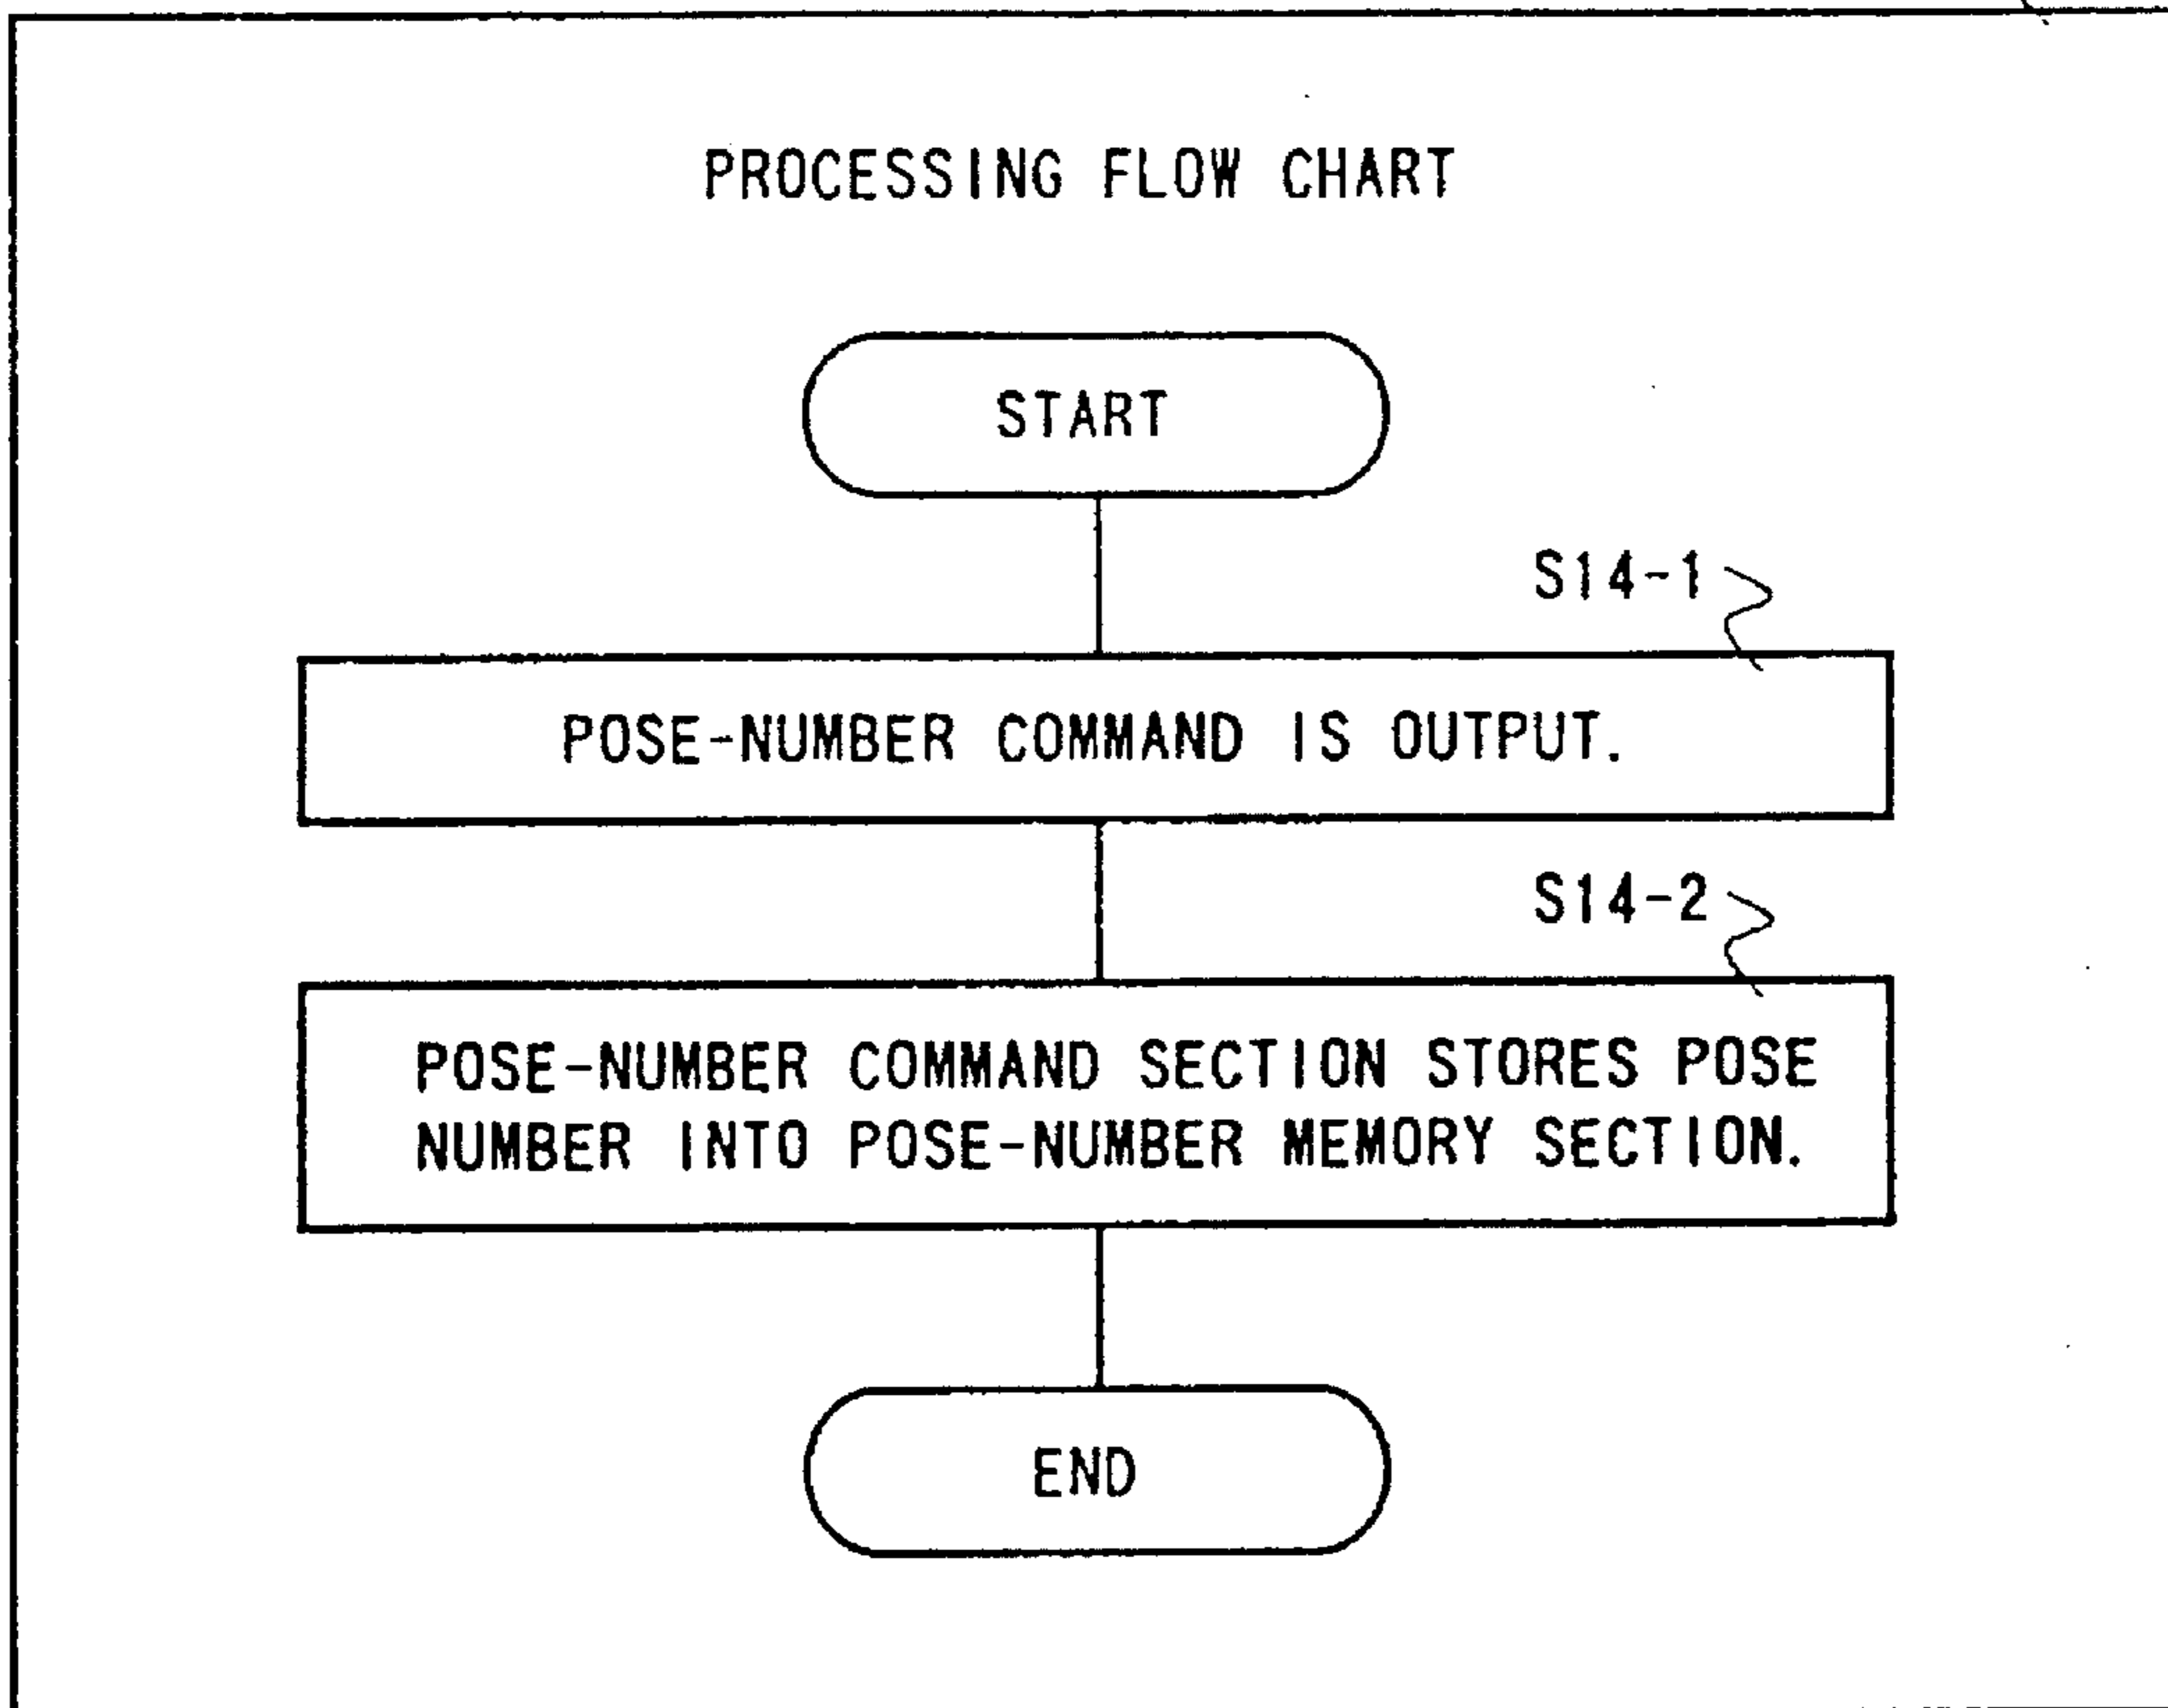 PROCESSING FLOW CHART
START
S14-1
POSE-NUMBER COMMAND IS OUTPUT.
S14-2
POSE-NUMBER COMMAND SECTION STORES POSE
NUMBER INTO POSE-NUMBER MEMORY SECTION.
END